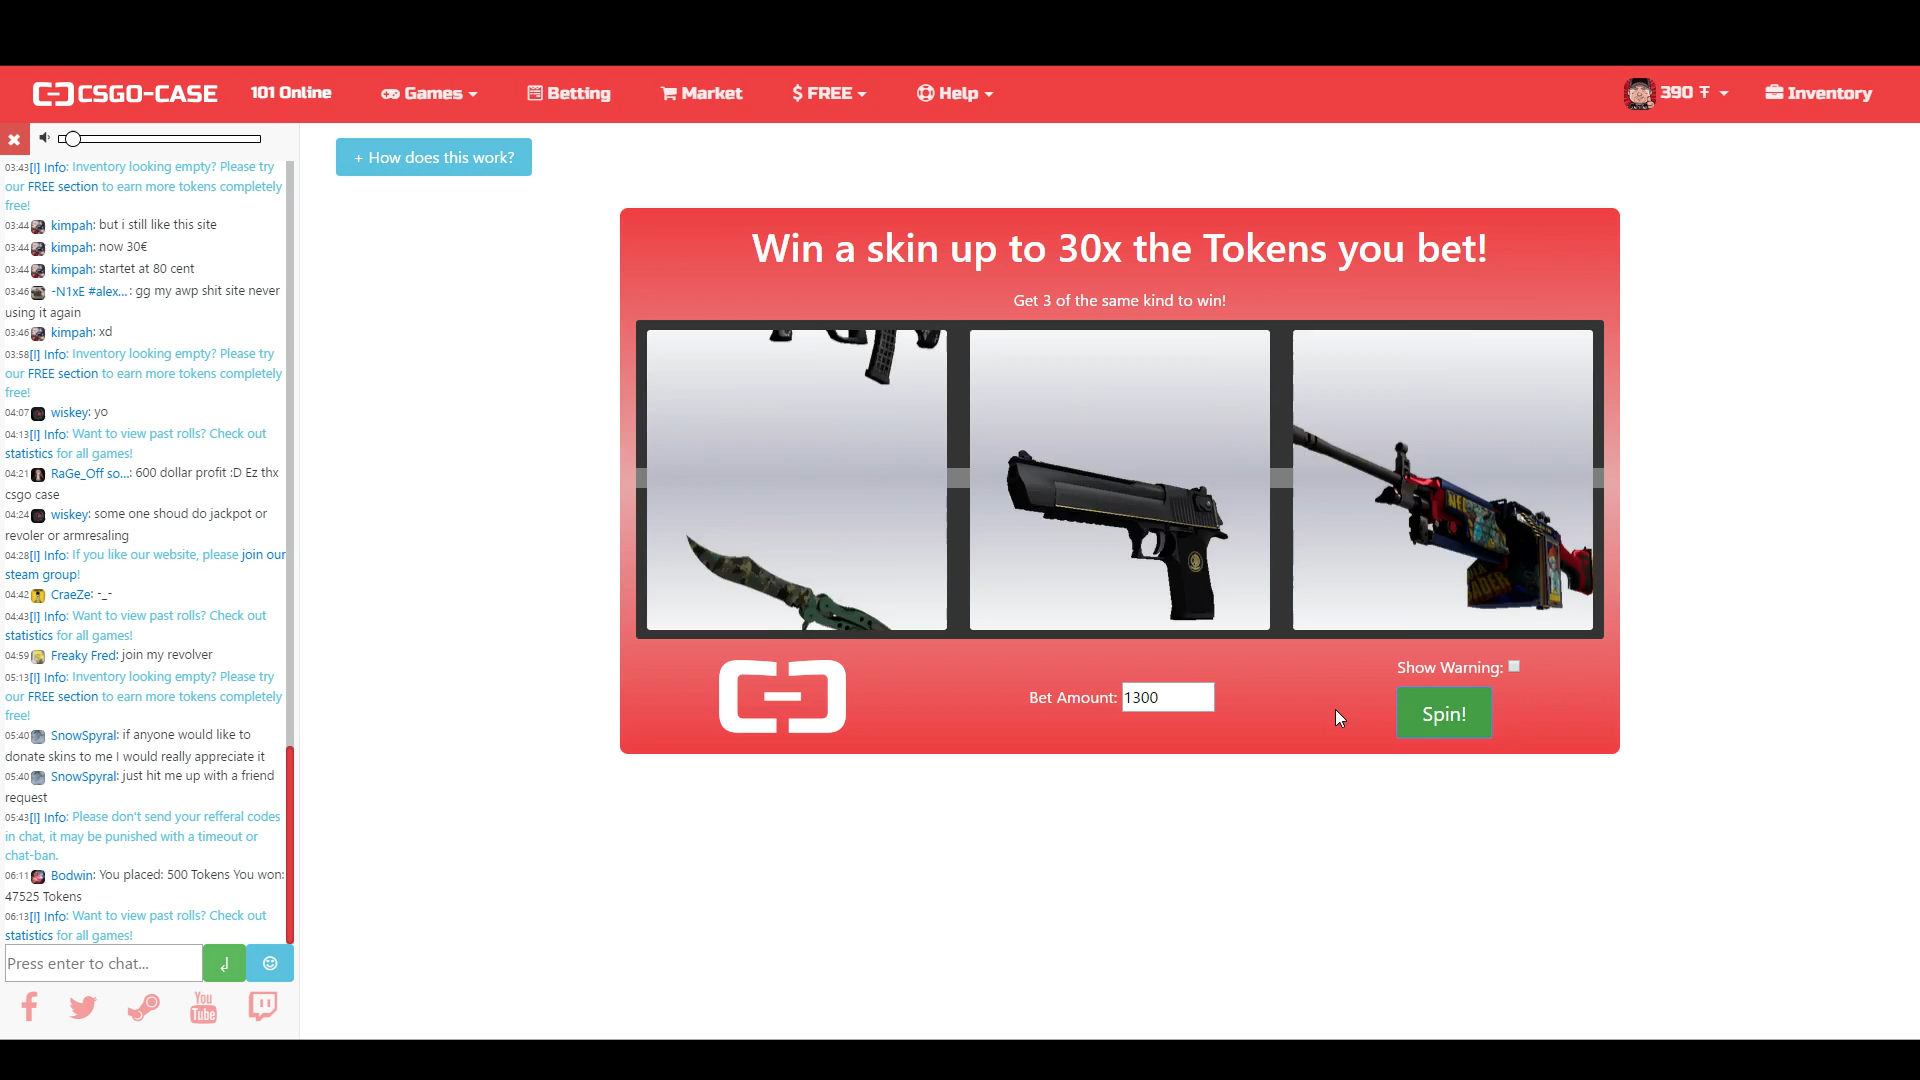 CSGO-CASE 101 Online Games Betting Market $ FREE Help 390 Inventory
+ How does this work?
03:43[I] Info: Inventory looking empty? Please try
our FREE section to earn more tokens completely
free!
03:44 kimpah: but i still like this site
03:44 kimpah: now 30€
03:44 kimpah: startet at 80 cent
03:46 -N1xE #alex...: gg my awp shit site never
using it again
03:46 kimpah: xd
03:58[I] Info: Inventory looking empty? Please try
our FREE section to earn more tokens completely
free!
04:07 wiskey: yo
04:13[I] Info: Want to view past rolls? Check out
statistics for all games!
04:21 RaGe_Off so...: 600 dollar profit :D Ez thx
csgo case
04:24 wiskey: some one shoud do jackpot or
revoler or armresaling
04:28[I] Info: If you like our website, please join our
steam group!
04:42 CraeZe: -_-
04:43[I] Info: Want to view past rolls? Check out
statistics for all games!
04:59 Freaky Fred: join my revolver
05:13[I] Info: Inventory looking empty? Please try
our FREE section to earn more tokens completely
free!
05:40 SnowSpyral: if anyone would like to
donate skins to me I would really appreciate it
05:40 SnowSpyral: just hit me up with a friend
request
05:43[I] Info: Please don't send your refferal codes
in chat, it may be punished with a timeout or
chat-ban.
06:11 Bodwin: You placed: 500 Tokens You won:
47525 Tokens
06:13[I] Info: Want to view past rolls? Check out
statistics for all games!
Press enter to chat...
You
Tube
Win a skin up to 30x the Tokens you bet!
Get 3 of the same kind to win!
Show Warning:
Bet Amount: 1300
Spin!